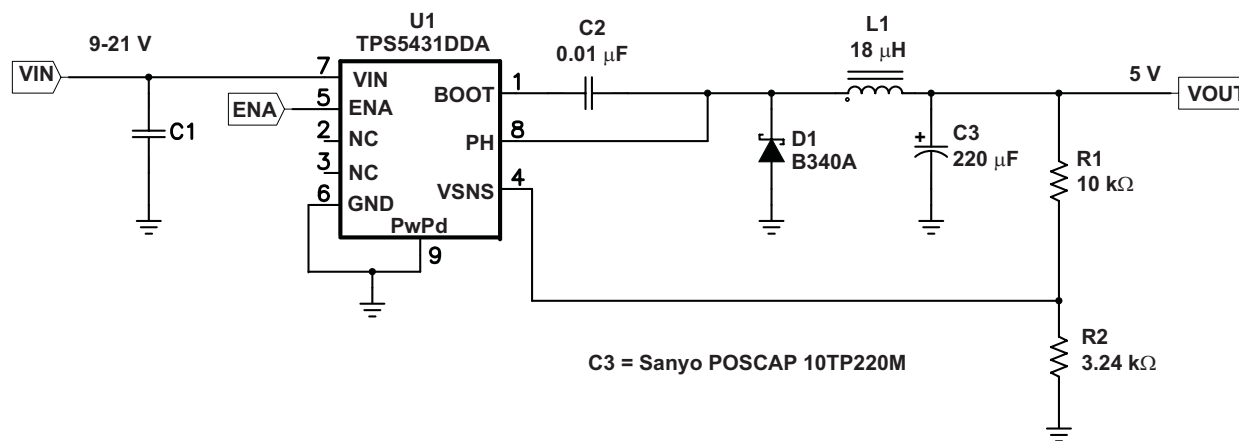 U1
TPS5431DDA
9-21 V
VIN
C1
ENA
7
5
2
3
6
VIN
ENA
NC
NC
GND
BOOT
PH
VSNS
PwPd
1
8
4
9
C2
0.01 μF
L1
18 μH
D1
B340A
+
C3
220 μF
5 V
VOUT
R1
10 kΩ
R2
3.24 kΩ
C3 = Sanyo POSCAP 10TP220M